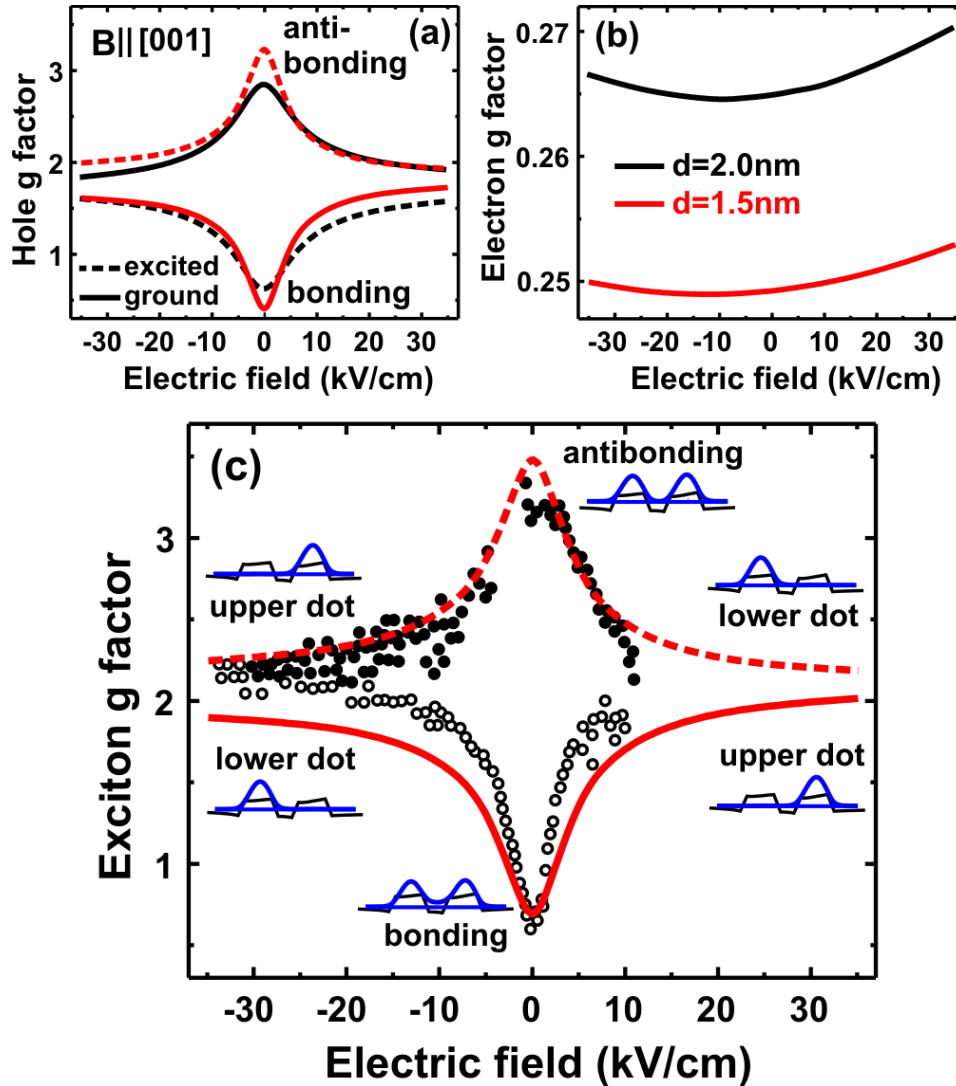 B||[001]
anti-
bonding
(a)
Hole g factor
3
2
1
excited
ground
bonding
-30 -20 -10 0 10 20 30
Electric field (kV/cm)
(b)
Electron g factor
0.27
0.26
0.25
d=2.0nm
d=1.5nm
-30 -20 -10 0 10 20 30
Electric field (kV/cm)
(c)
antibonding
Exciton g factor
3
2
1
upper dot
lower dot
lower dot
upper dot
bonding
-30 -20 -10 0 10 20 30
Electric field (kV/cm)